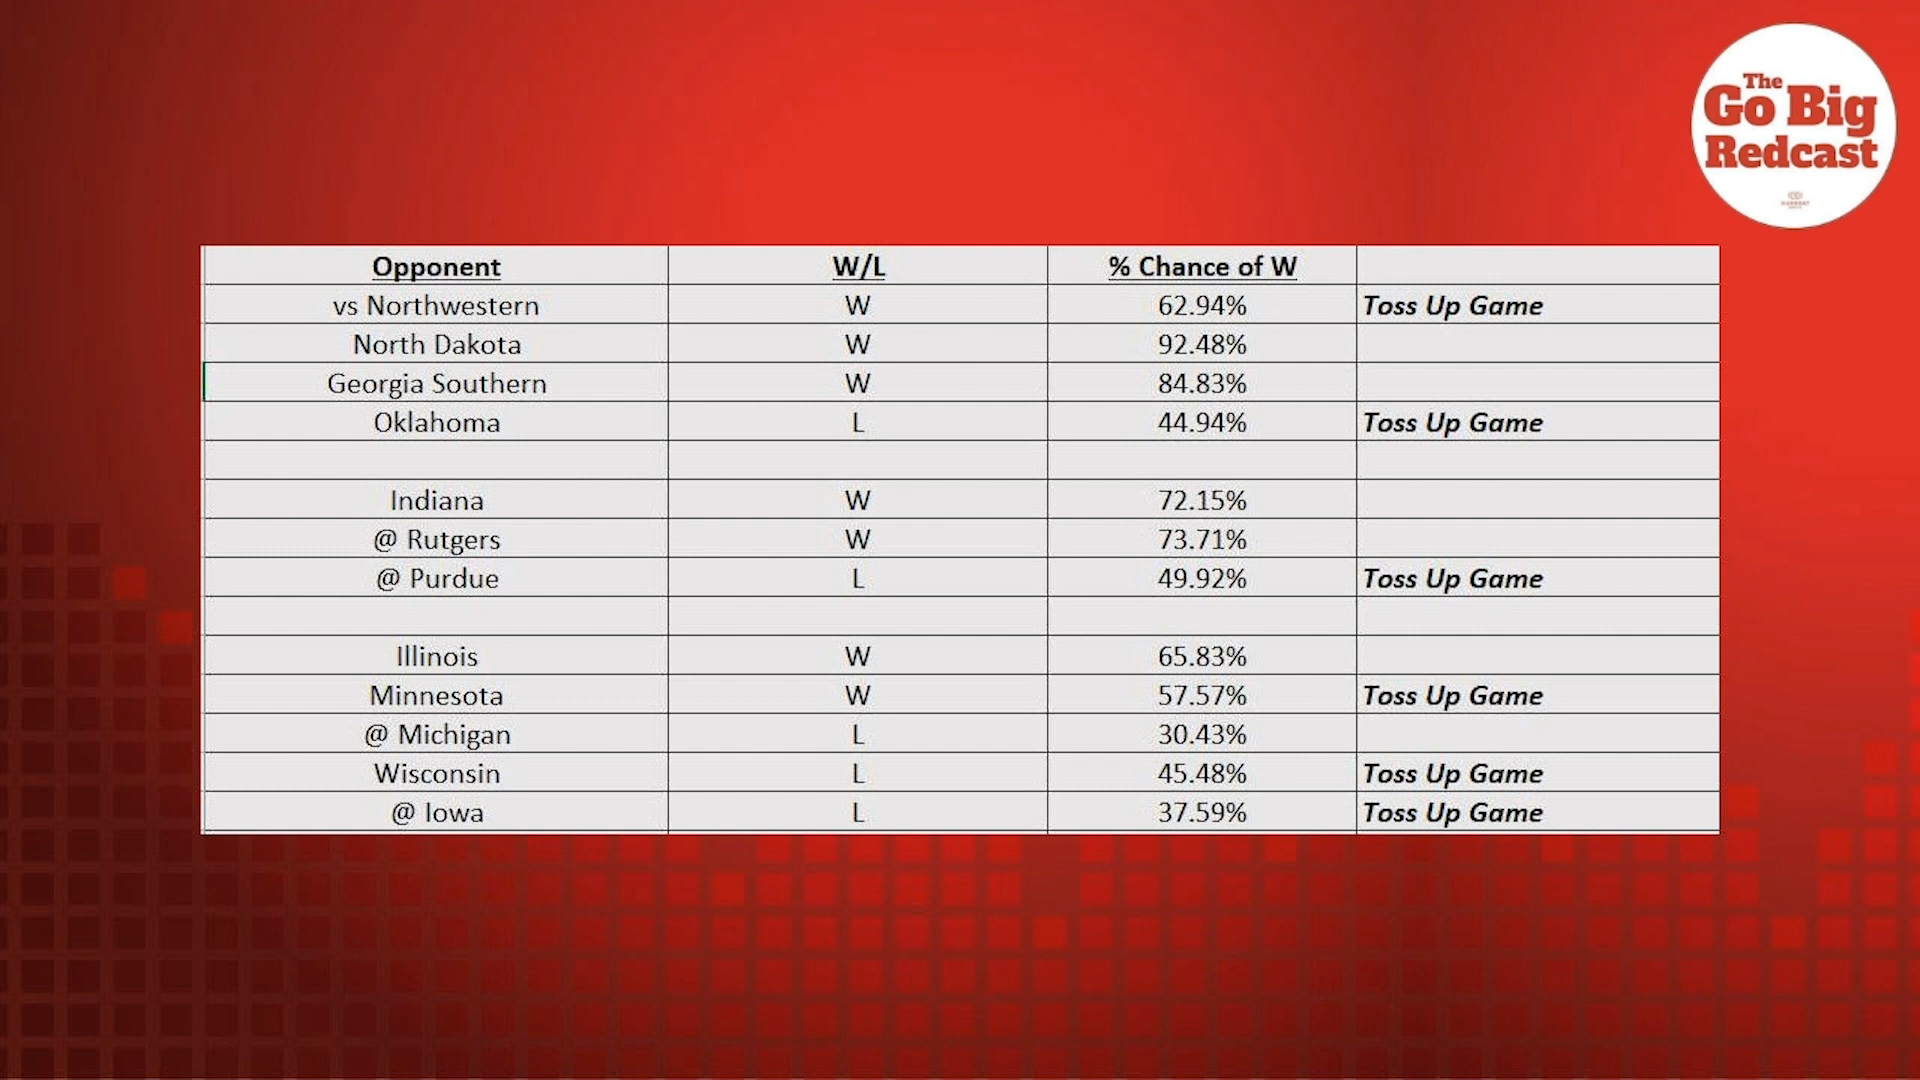 The
Go Big
Redcast
Opponent W/L % Chance of W
vs Northwestern W 62.94% Toss Up Game
North Dakota W 92.48%
Georgia Southern W 84.83%
Oklahoma L 44.94% Toss Up Game
Indiana W 72.15%
@ Rutgers W 73.71%
@ Purdue L 49.92% Toss Up Game
Illinois W 65.83%
Minnesota W 57.57% Toss Up Game
@ Michigan L 30.43%
Wisconsin L 45.48% Toss Up Game
@ Iowa L 37.59% Toss Up Game